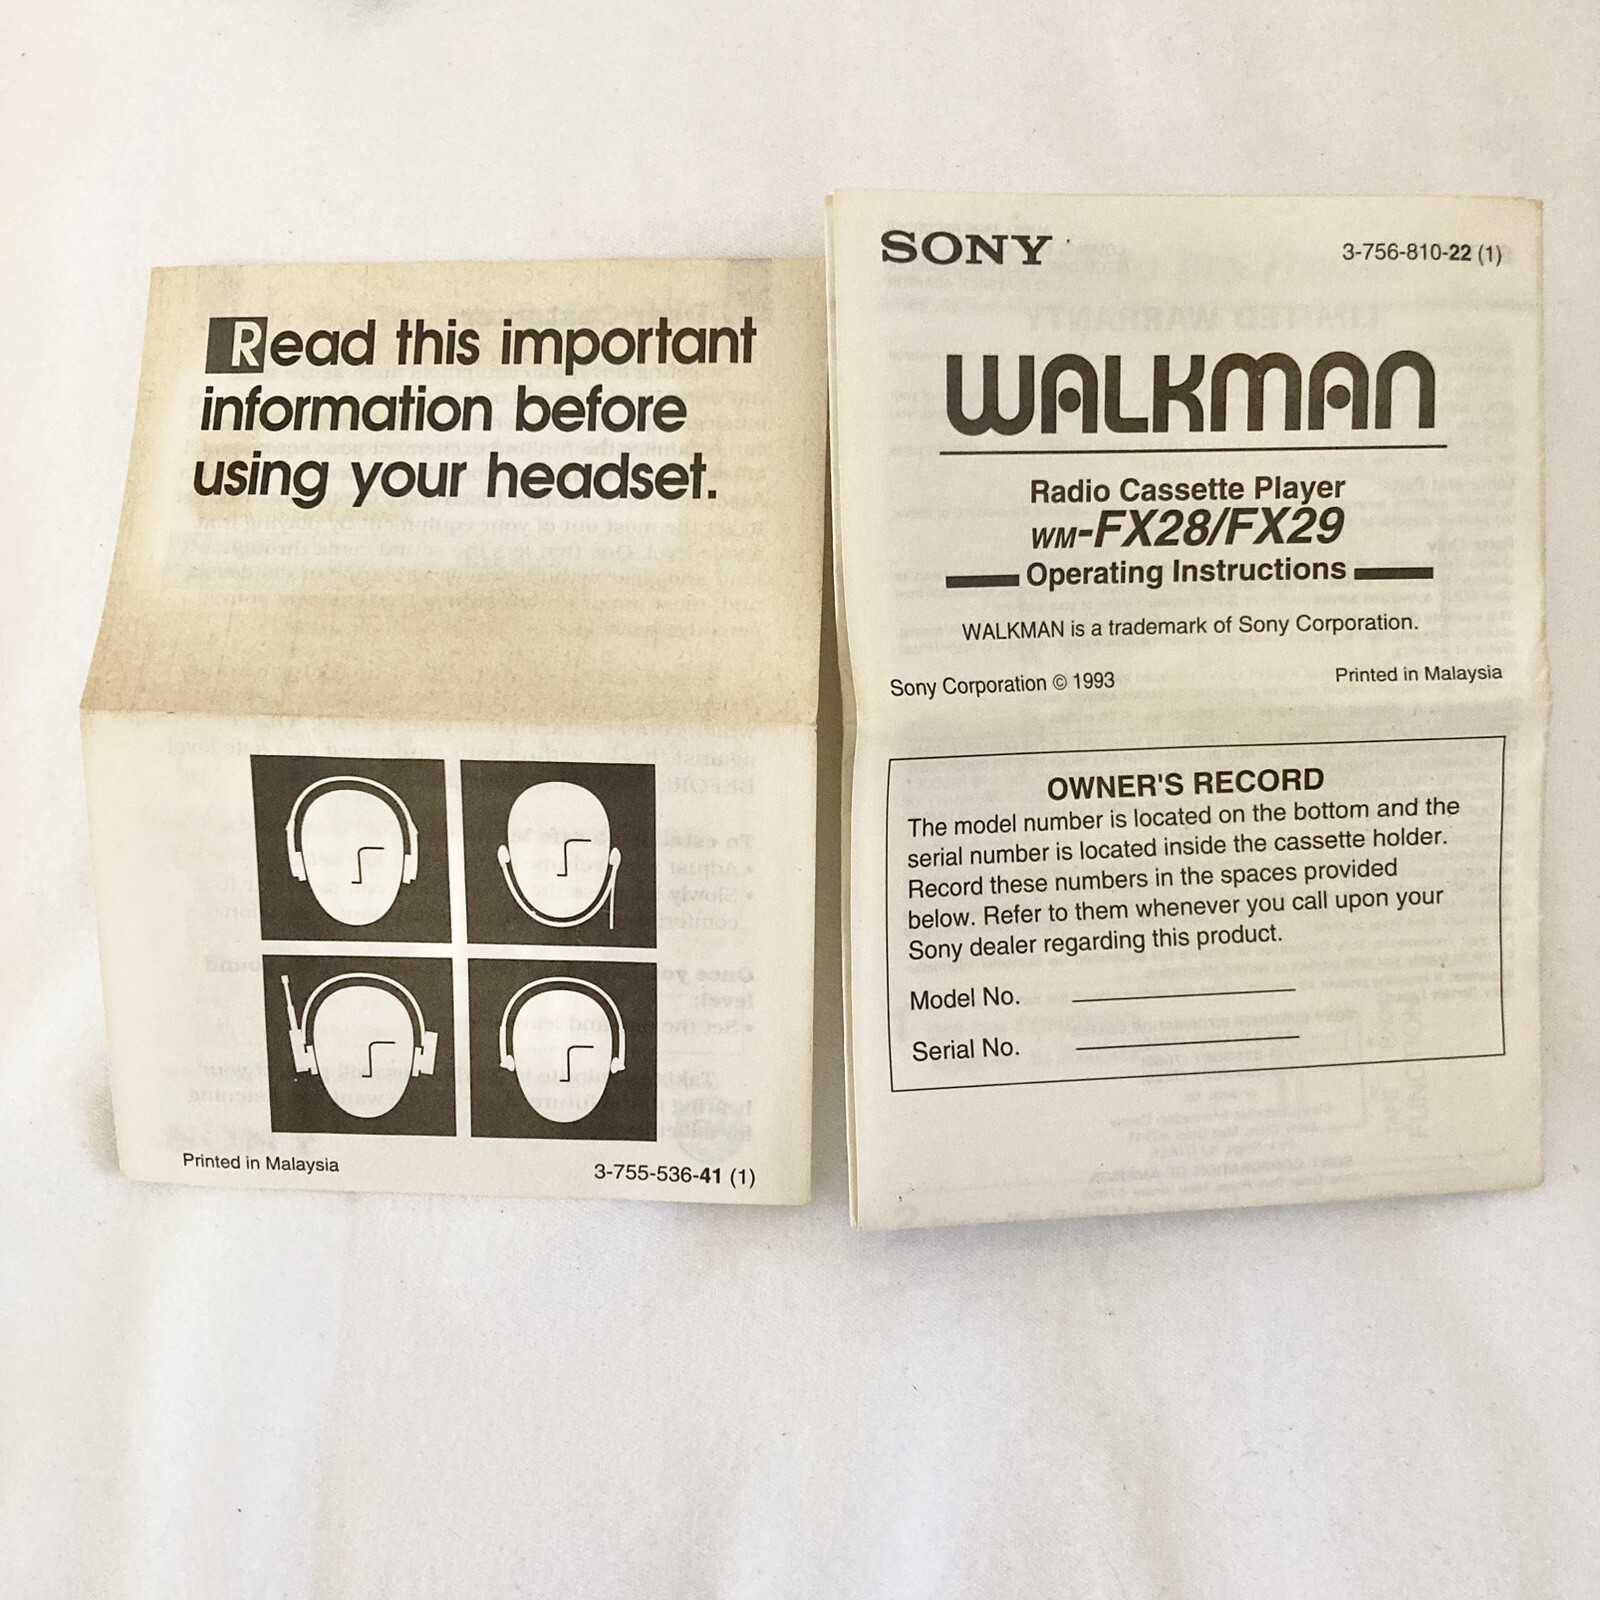 Read this important
information before
using your headset.
Printed in Malaysia
3-755-536-41 (1)
SONY
3-756-810-22 (1)
WALKMAN
Radio Cassette Player
WM-FX28/FX29
Operating Instructions
WALKMAN is a trademark of Sony Corporation.
Sony Corporation © 1993
Printed in Malaysia
OWNER'S RECORD
The model number is located on the bottom and the
serial number is located inside the cassette holder.
Record these numbers in the spaces provided
below. Refer to them whenever you call upon your
Sony dealer regarding this product.
Model No.
Serial No.